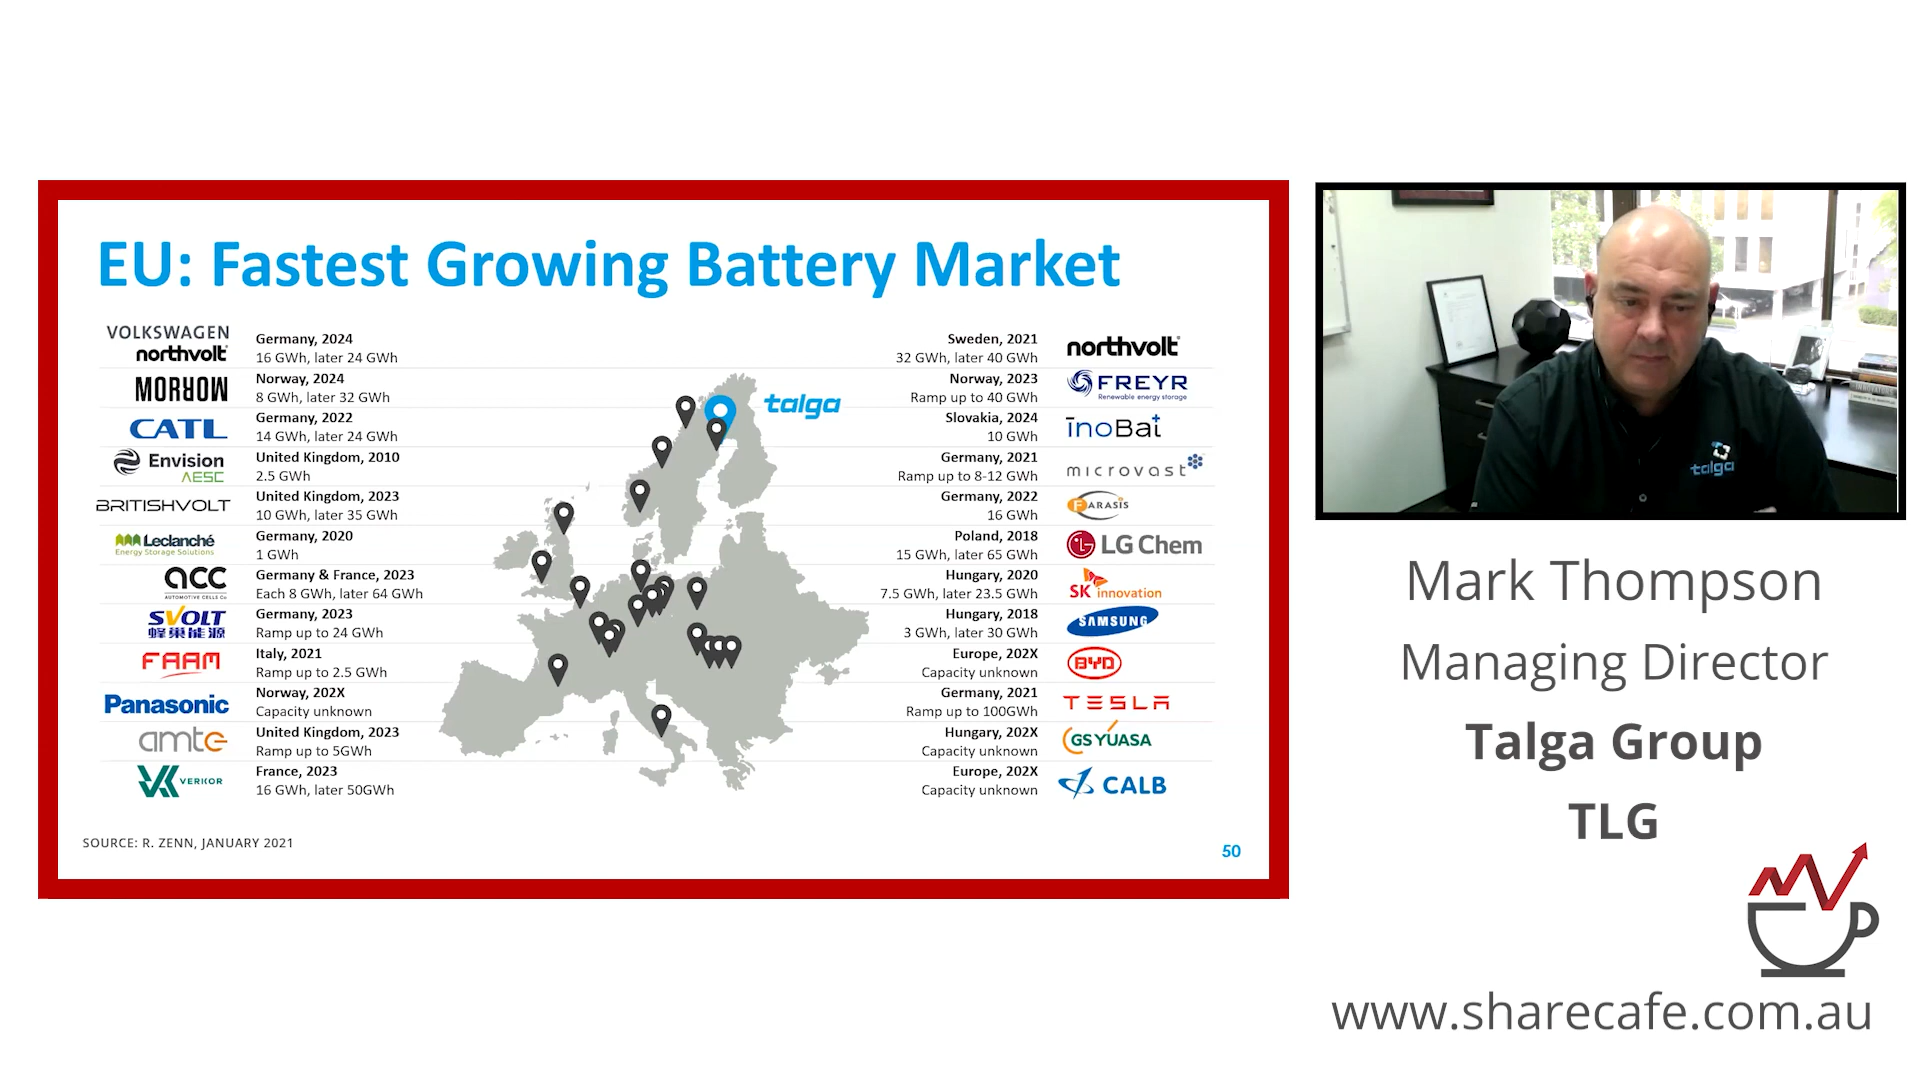 EU: Fastest Growing Battery Market
VOLKSWAGEN
northvolt
Germany, 2024
16 GWh, later 24 GWh
MORROW
Norway, 2024
8 GWh, later 32 GWh
CATL
Germany, 2022
14 GWh, later 24 GWh
Envision
AESC
United Kingdom, 2010
2.5 GWh
BRITISHVOLT
United Kingdom, 2023
10 GWh, later 35 GWh
Leclanché
Energy Storage Solutions
Germany, 2020
1 GWh
acc
AUTOMOTIVE CELLS Co
Germany & France, 2023
Each 8 GWh, later 64 GWh
SVOLT
蜂巢能源
Germany, 2023
Ramp up to 24 GWh
FAAM
Italy, 2021
Ramp up to 2.5 GWh
Panasonic
Norway, 202X
Capacity unknown
amte
United Kingdom, 2023
Ramp up to 5GWh
VERKOR
France, 2023
16 GWh, later 50GWh
talga
Sweden, 2021
32 GWh, later 40 GWh
northvolt
Norway, 2023
Ramp up to 40 GWh
FREYR
Renewable energy storage
Slovakia, 2024
10 GWh
InoBat
Germany, 2021
Ramp up to 8-12 GWh
microvast
Germany, 2022
16 GWh
FARASIS
Poland, 2018
15 GWh, later 65 GWh
LG Chem
Hungary, 2020
7.5 GWh, later 23.5 GWh
SK innovation
Hungary, 2018
3 GWh, later 30 GWh
SAMSUNG
Europe, 202X
Capacity unknown
BYD
Germany, 2021
Ramp up to 100GWh
TESLA
Hungary, 202X
Capacity unknown
GS YUASA
Europe, 202X
Capacity unknown
CALB
SOURCE: R. ZENN, JANUARY 2021
50
talga
Mark Thompson
Managing Director
Talga Group
TLG
www.sharecafe.com.au